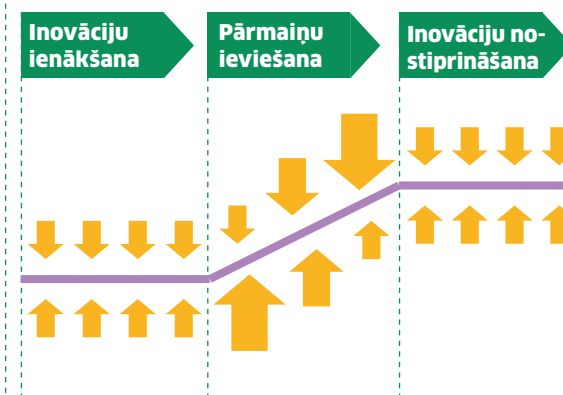 Inovāciju
ienākšana
Pārmaiņu
ieviešana
Inovāciju no-
stiprināšana